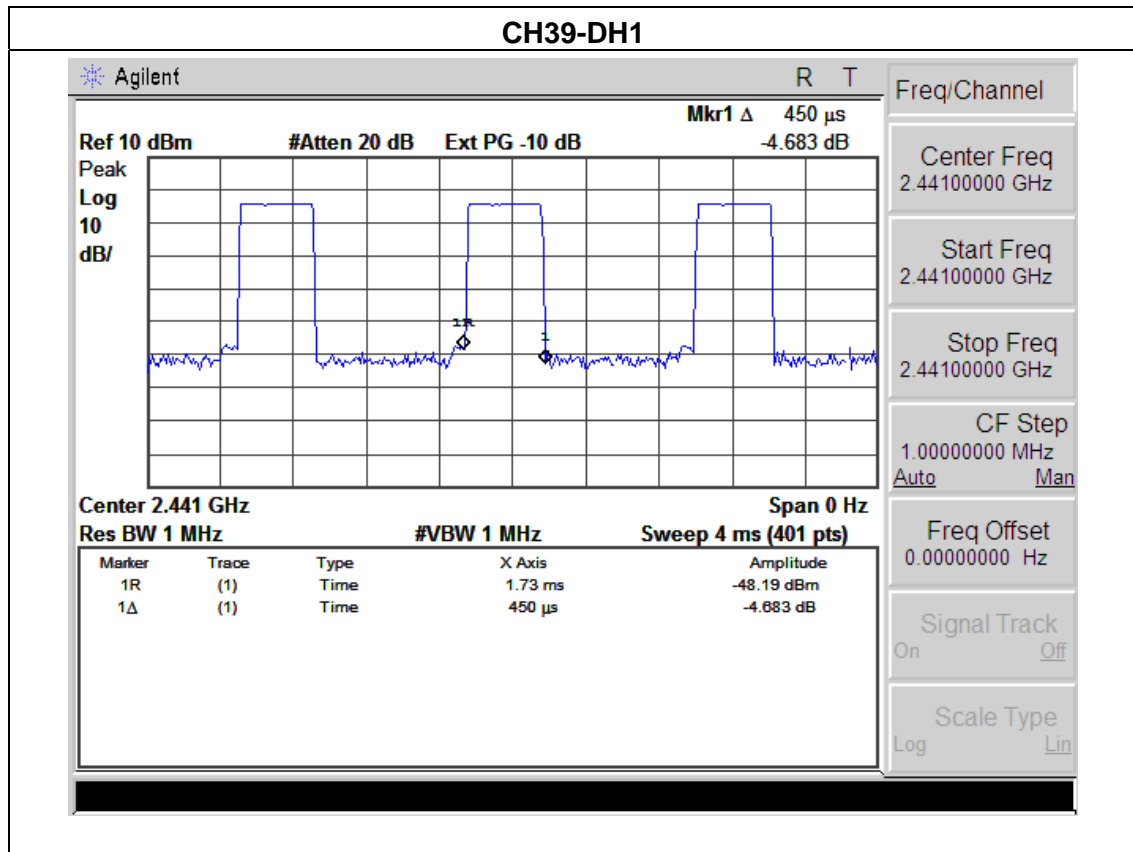 CH39-DH1
Agilent R T
Mkr1 Δ 450 µs
Ref 10 dBm #Atten 20 dB Ext PG -10 dB -4.683 dB
Peak
Log
10
dB/
1R
1
Center 2.441 GHz Span 0 Hz
Res BW 1 MHz #VBW 1 MHz Sweep 4 ms (401 pts)
Marker Trace Type X Axis Amplitude
1R (1) Time 1.73 ms -48.19 dBm
1Δ (1) Time 450 µs -4.683 dB
Freq/Channel
Center Freq
2.44100000 GHz
Start Freq
2.44100000 GHz
Stop Freq
2.44100000 GHz
CF Step
1.00000000 MHz
Auto Man
Freq Offset
0.00000000 Hz
Signal Track
On Off
Scale Type
Log Lin